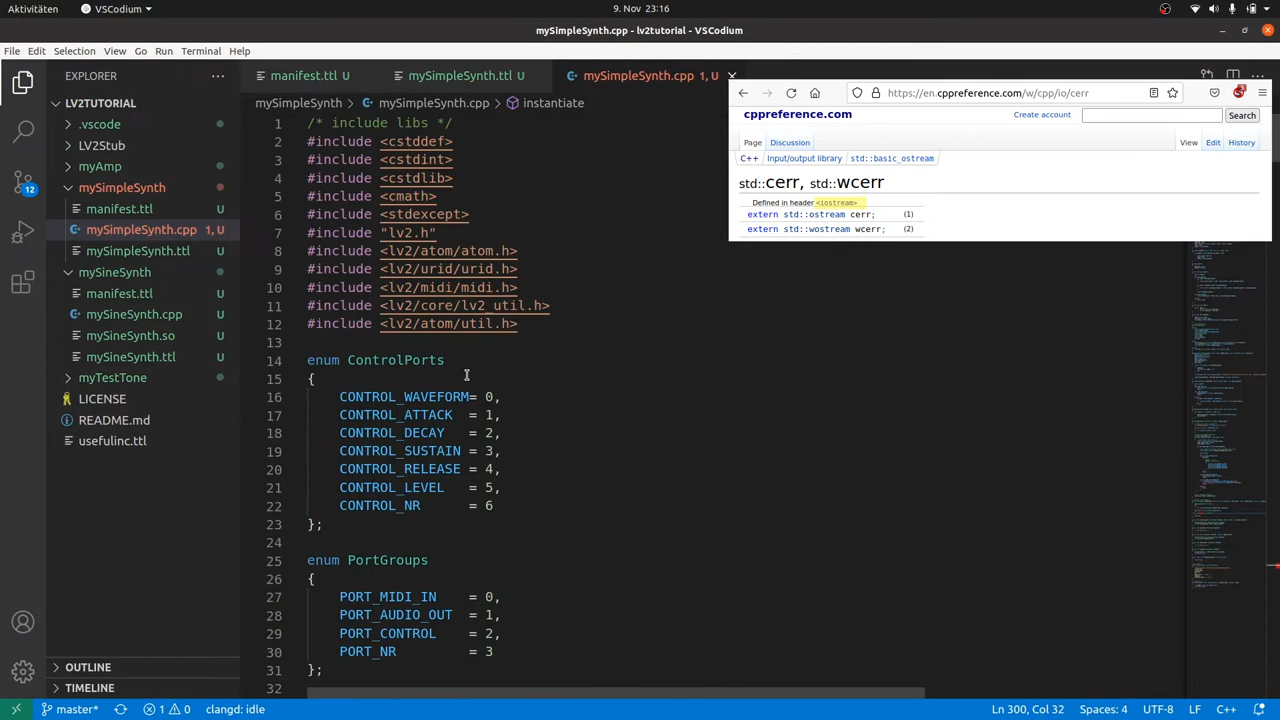 Aktivitäten
VSCodium
9. Nov 23:16
mySImpleSynth.cpp - lv2tutorial - VSCodium
File Edit Selection View Go Run Terminal Help
EXPLORER
LV2TUTORIAL
.vscode
LV2Stub
myAmp
mySimpleSynth
manifest.ttl U
mySimpleSynth.cpp 1, U
mySimpleSynth.ttl U
mySineSynth
manifest.ttl U
mySineSynth.cpp U
mySineSynth.so U
mySineSynth.ttl U
myTestTone
LICENSE
README.md
usefulinc.ttl U
OUTLINE
TIMELINE
12
manifest.ttl U
mySimpleSynth.ttl U
mySimpleSynth.cpp 1, U
mySimpleSynth > mySimpleSynth.cpp > instantiate
1 /* include libs */
2 #include <cstddef>
3 #include <cstdint>
4 #include <cstdlib>
5 #include <cmath>
6 #include <stdexcept>
7 #include "lv2.h"
8 #include <lv2/atom/atom.h>
9 #include <lv2/urid/urid.h>
10 #include <lv2/midi/midi.h>
11 #include <lv2/core/lv2_util.h>
12 #include <lv2/atom/util.h>
13
14 enum ControlPorts
15 {
16 CONTROL_WAVEFORM= 0,
17 CONTROL_ATTACK = 1,
18 CONTROL_DECAY = 2,
19 CONTROL_SUSTAIN = 3,
20 CONTROL_RELEASE = 4,
21 CONTROL_LEVEL = 5,
22 CONTROL_NR = 6
23 };
24
25 enum PortGroups
26 {
27 PORT_MIDI_IN = 0,
28 PORT_AUDIO_OUT = 1,
29 PORT_CONTROL = 2,
30 PORT_NR = 3
31 };
32
https://en.cppreference.com/w/cpp/io/cerr
cppreference.com
Create account
Search
Page Discussion
View Edit History
C++ Input/output library std::basic_ostream
std::cerr, std::wcerr
Defined in header <iostream>
extern std::ostream cerr; (1)
extern std::wostream wcerr; (2)
master* 1 0 clangd: idle
Ln 300, Col 32 Spaces: 4 UTF-8 LF C++